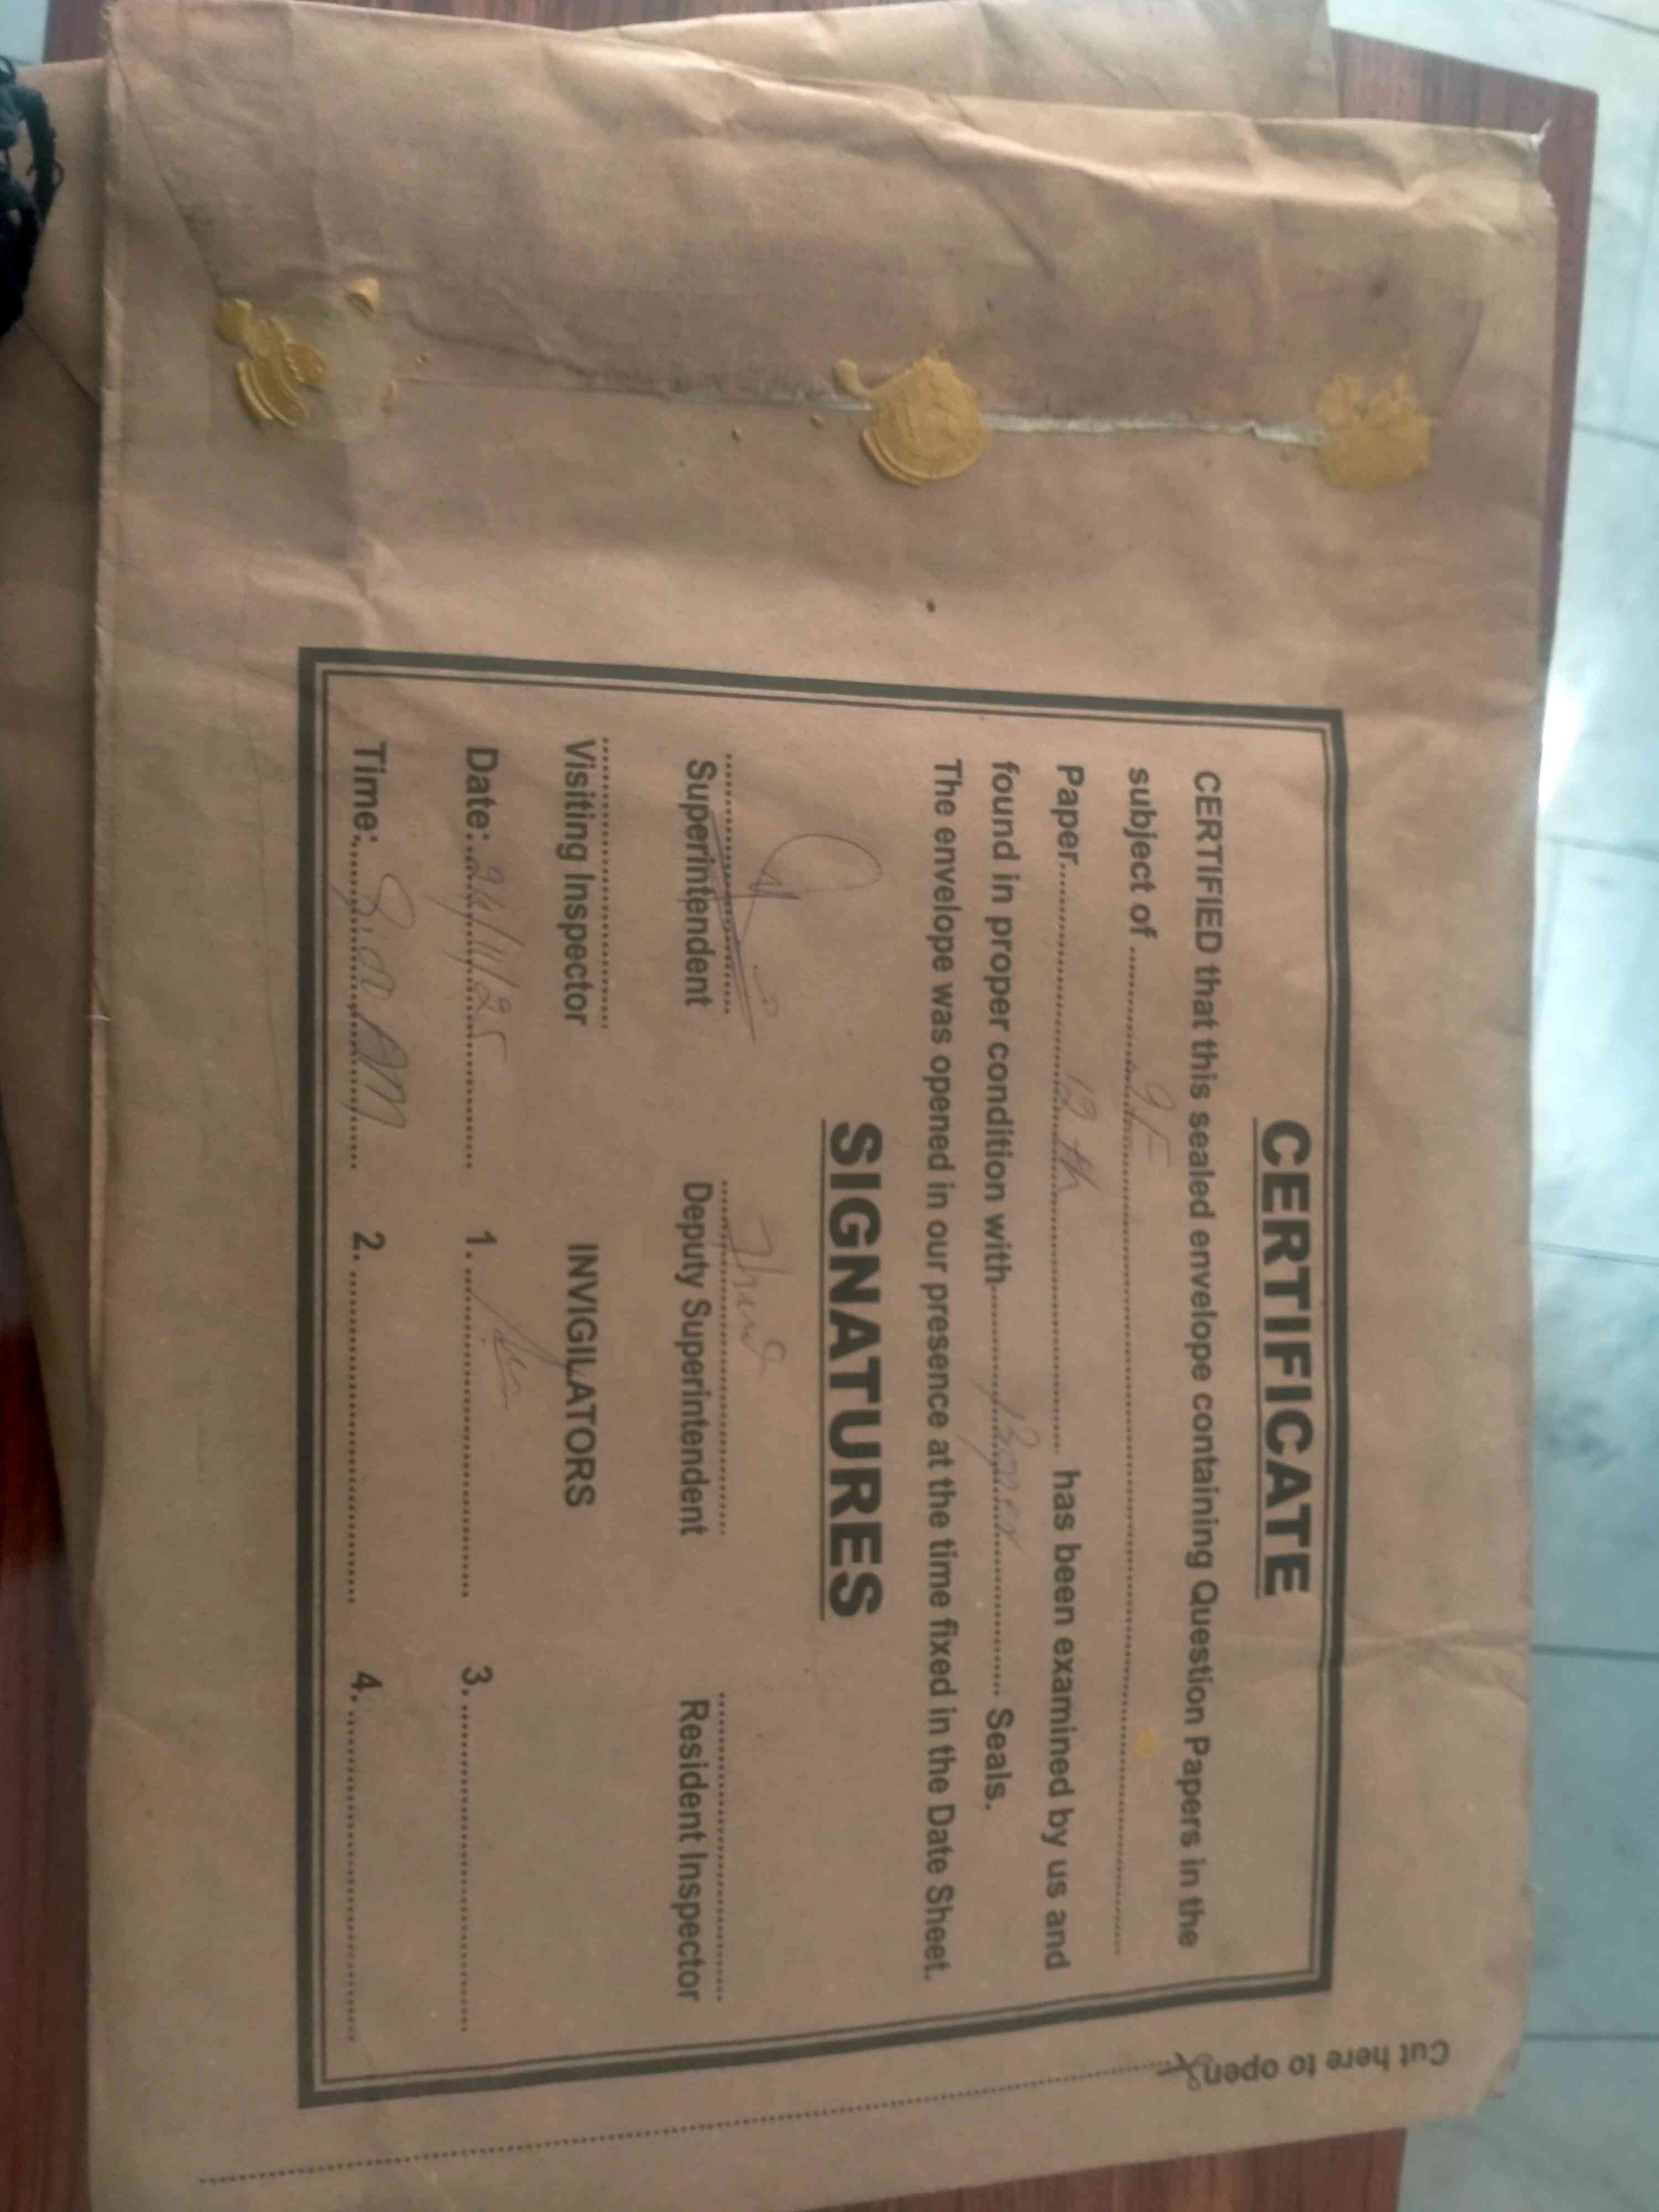 CERTIFICATE
CERTIFIED that this sealed envelope containing Question Papers in the
subject of ........................
Paper............ 12th ............ has been examined by us and
found in proper condition with............ Paper ............ Seals.
The envelope was opened in our presence at the time fixed in the Date Sheet.
SIGNATURES
Superintendent Deputy Superintendent Resident Inspector
Visiting Inspector INVIGILATORS
Date: 24/11/25 1. ............ 3. ............
Time: ............ AM 2. ............ 4. ............
Cut here to open